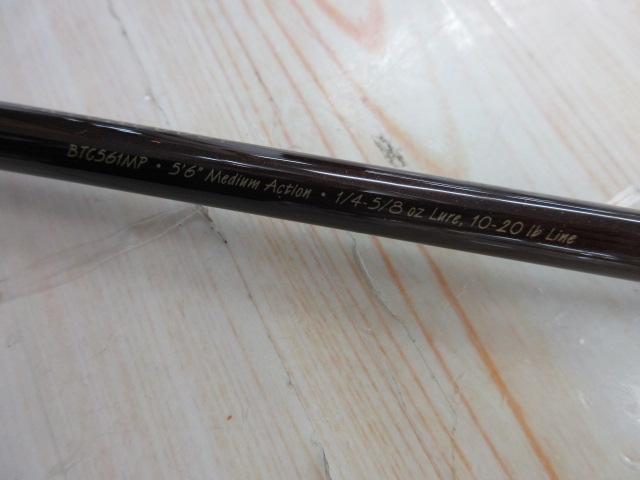 BTC561MP • 5'6" Medium Action • 1/4-5/8 oz Lure, 10-20 lb Line